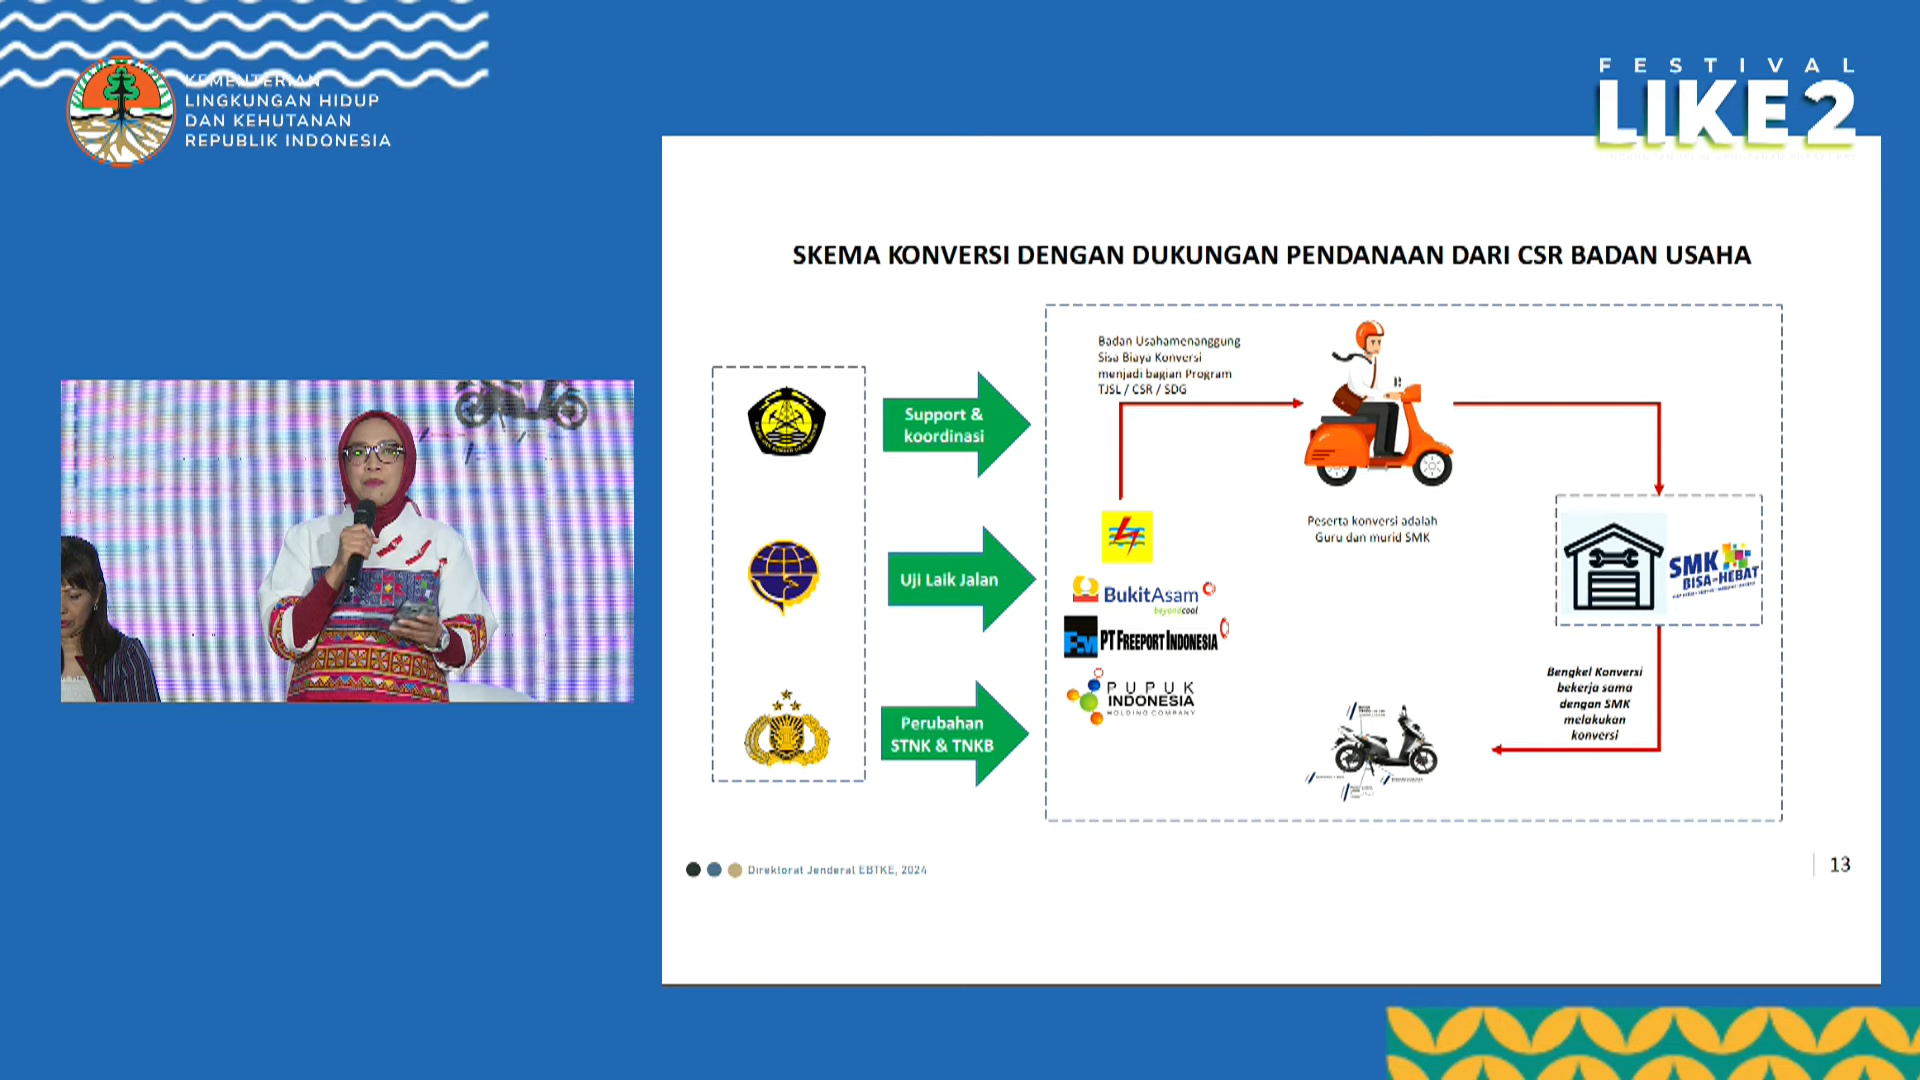 KEMENTERIAN
LINGKUNGAN HIDUP
DAN KEHUTANAN
REPUBLIK INDONESIA
FESTIVAL
LIKE 2
SKEMA KONVERSI DENGAN DUKUNGAN PENDANAAN DARI CSR BADAN USAHA
Support &
koordinasi
Uji Laik Jalan
Perubahan
STNK & TNKB
Badan Usahamenanggung
Sisa Biaya Konversi
menjadi bagian Program
TJSL / CSR / SDG
BukitAsam
beyondcoal
FM PT FREEPORT INDONESIA
PUPUK
INDONESIA
HOLDING COMPANY
Peserta konversi adalah
Guru dan murid SMK
SMK
BISA-HEBAT
Bengkel Konversi
bekerja sama
dengan SMK
melakukan
konversi
Direktorat Jenderal EBTKE, 2024
13